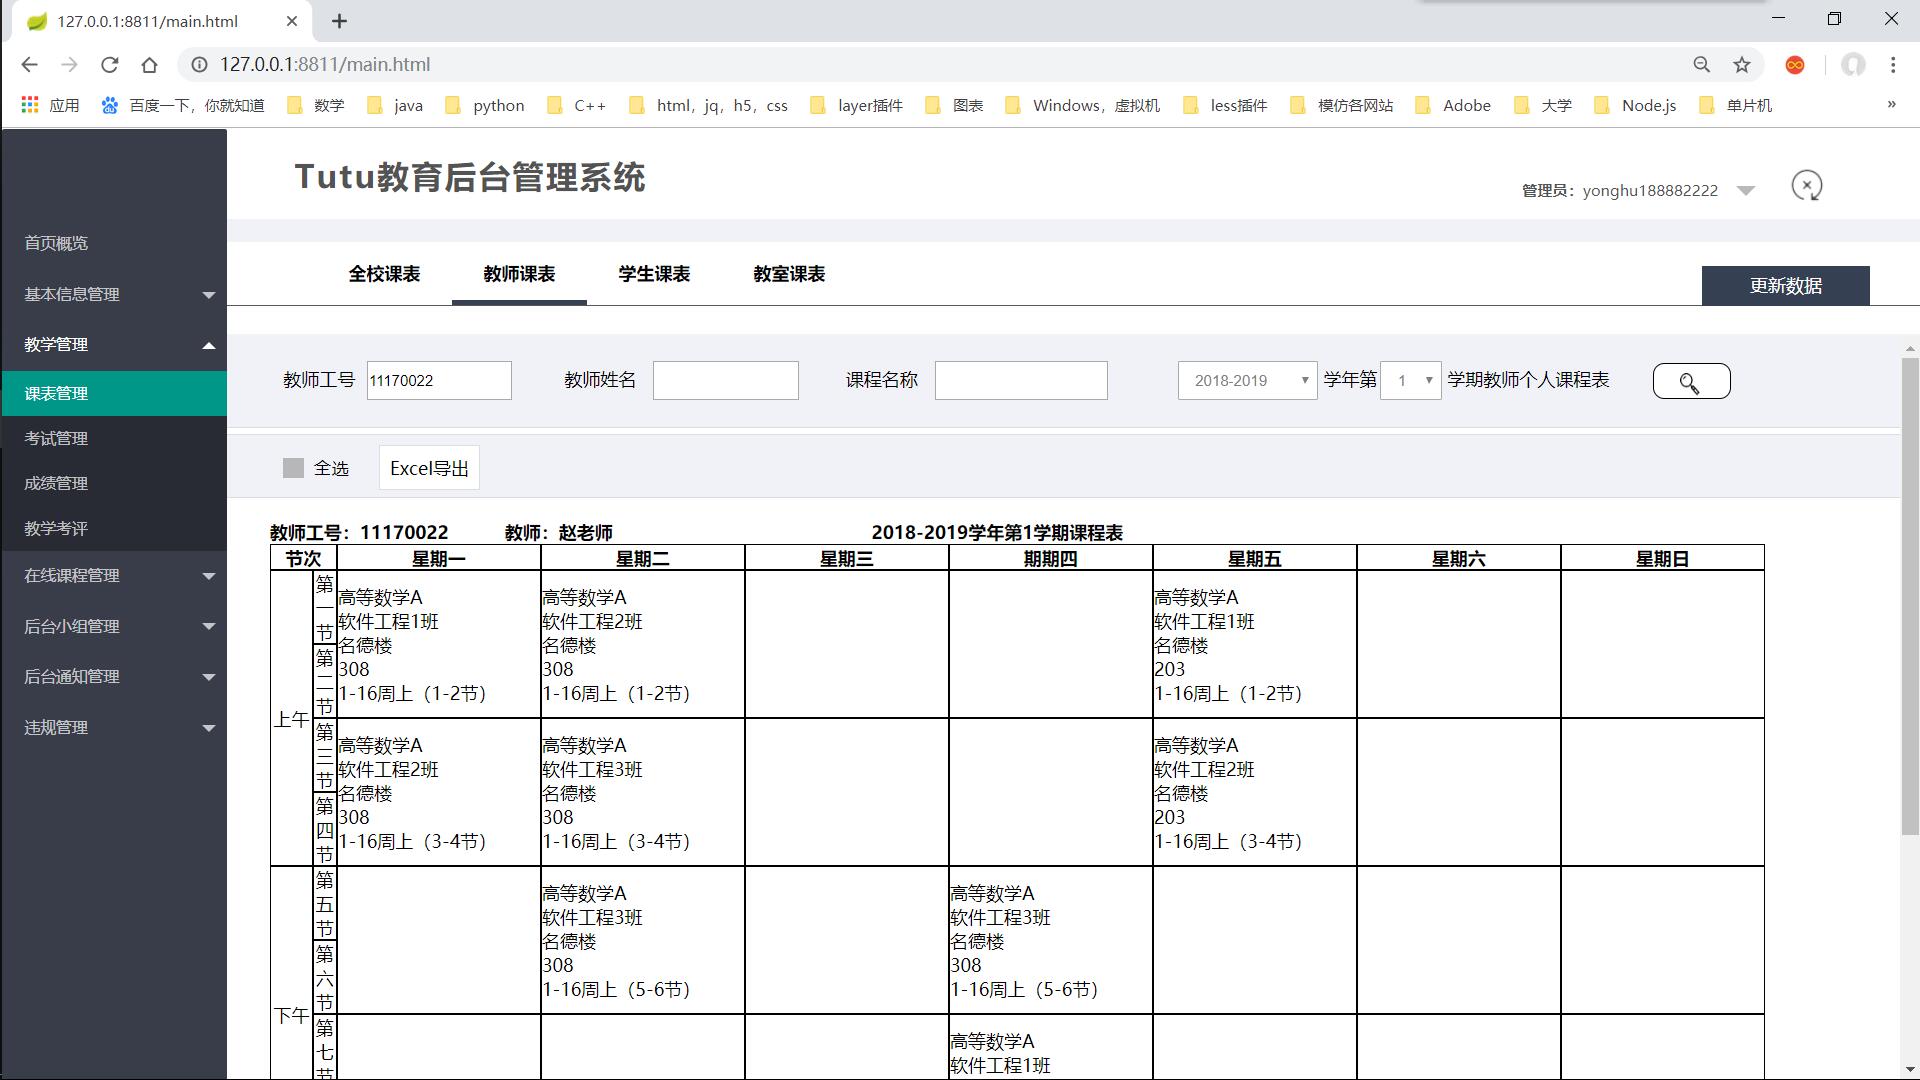 127.0.0.1:8811/main.html
127.0.0.1:8811/main.html
应用 百度一下，你就知道 数学 java python C++ html，jq，h5，css layer插件 图表 Windows，虚拟机 less插件 模仿各网站 Adobe 大学 Node.js 单片机 »
Tutu教育后台管理系统
管理员：yonghu188882222
首页概览
基本信息管理
教学管理
课表管理
考试管理
成绩管理
教学考评
在线课程管理
后台小组管理
后台通知管理
违规管理
全校课表 教师课表 学生课表 教室课表
更新数据
教师工号 11170022 教师姓名 课程名称 2018-2019 学年第 1 学期教师个人课程表
全选 Excel导出
教师工号：11170022 教师：赵老师 2018-2019学年第1学期课程表
节次 星期一 星期二 星期三 期期四 星期五 星期六 星期日
上午
第一节
第二节
高等数学A
软件工程1班
名德楼
308
1-16周上（1-2节）
高等数学A
软件工程2班
名德楼
308
1-16周上（1-2节）
高等数学A
软件工程1班
名德楼
203
1-16周上（1-2节）
第三节
第四节
高等数学A
软件工程2班
名德楼
308
1-16周上（3-4节）
高等数学A
软件工程3班
名德楼
308
1-16周上（3-4节）
高等数学A
软件工程2班
名德楼
203
1-16周上（3-4节）
下午
第五节
第六节
高等数学A
软件工程3班
名德楼
308
1-16周上（5-6节）
高等数学A
软件工程3班
名德楼
308
1-16周上（5-6节）
第七节
高等数学A
软件工程1班